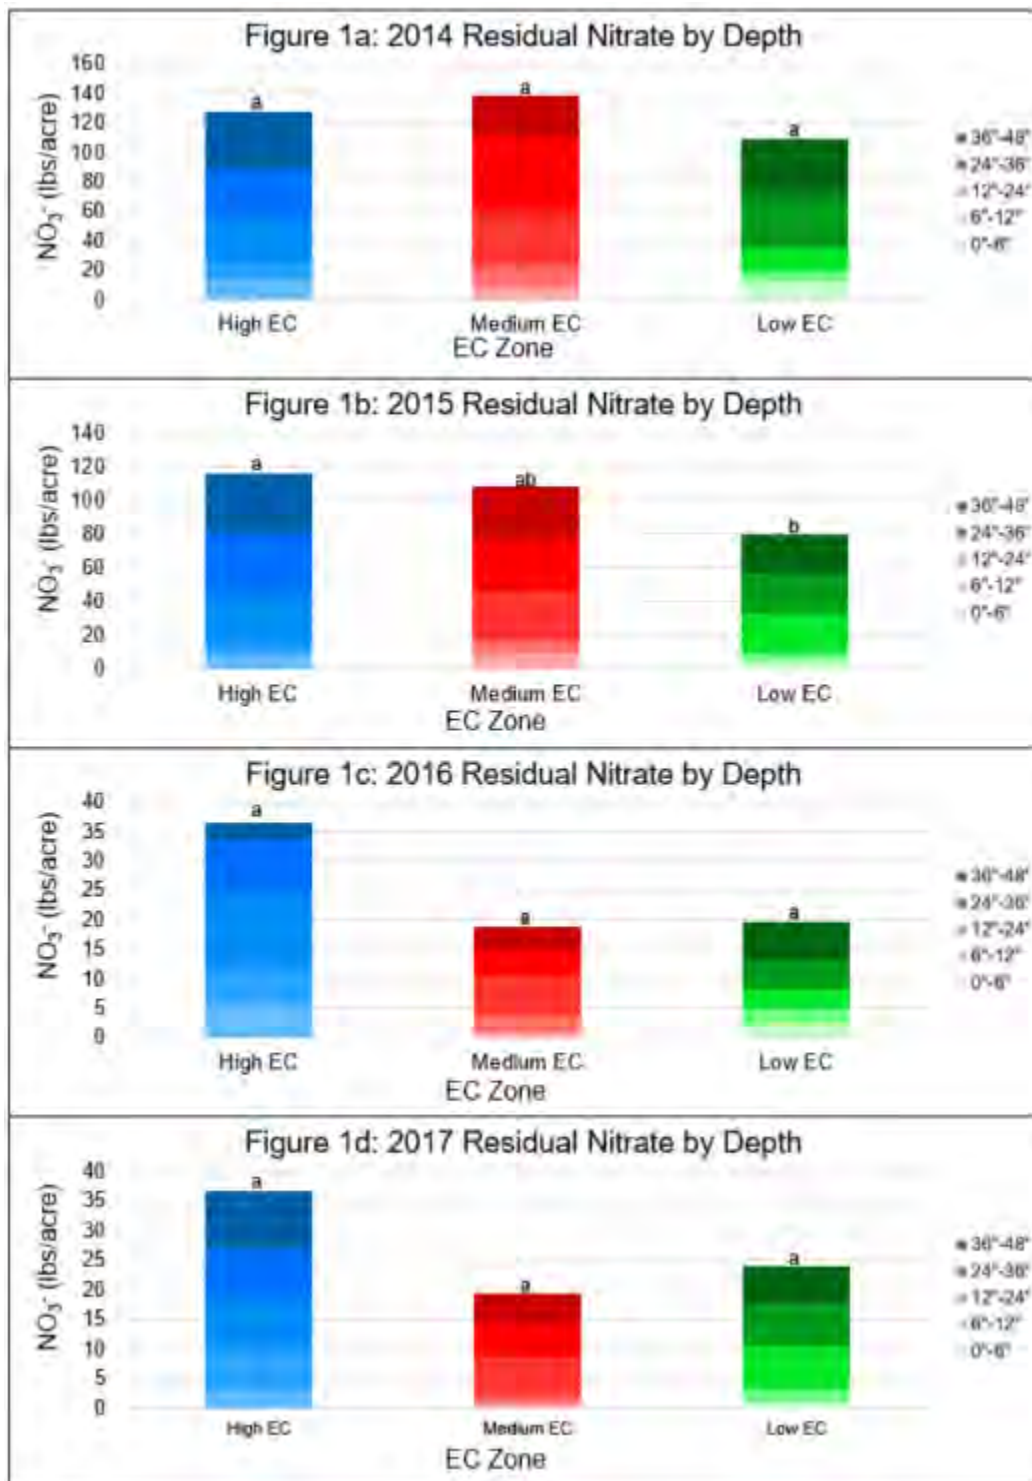 Figure 1a: 2014 Residual Nitrate by Depth
160
140
120
100
80
60
40
20
0
NO3- (lbs/acre)
a
a
a
High EC
Medium EC
Low EC
EC Zone
36"-48"
24"-36"
12"-24"
6"-12"
0"-6"
Figure 1b: 2015 Residual Nitrate by Depth
140
120
100
80
60
40
20
0
NO3- (lbs/acre)
a
ab
b
High EC
Medium EC
Low EC
EC Zone
36"-48"
24"-36"
12"-24"
6"-12"
0"-6"
Figure 1c: 2016 Residual Nitrate by Depth
40
35
30
25
20
15
10
5
0
NO3- (lbs/acre)
a
a
a
High EC
Medium EC
Low EC
EC Zone
36"-48"
24"-36"
12"-24"
6"-12"
0"-6"
Figure 1d: 2017 Residual Nitrate by Depth
40
35
30
25
20
15
10
5
0
NO3- (lbs/acre)
a
a
a
High EC
Medium EC
Low EC
EC Zone
36"-48"
24"-36"
12"-24"
6"-12"
0"-6"